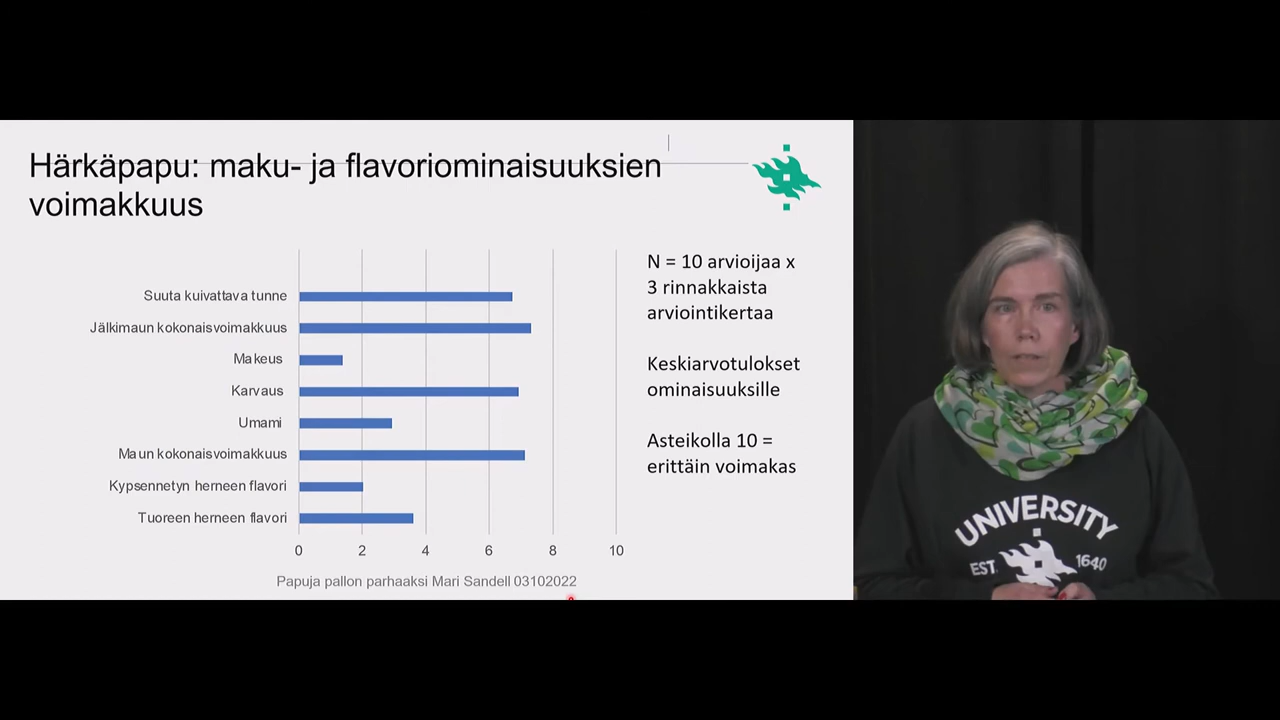 Härkäpapu: maku- ja flavoriominaisuuksien
voimakkuus
Suuta kuivattava tunne
Jälkimaun kokonaisvoimakkuus
Makeus
Karvaus
Umami
Maun kokonaisvoimakkuus
Kypsennetyn herneen flavori
Tuoreen herneen flavori
0 2 4 6 8 10
Papuja pallon parhaaksi Mari Sandell 03102022
N = 10 arvioijaa x
3 rinnakkaista
arviointikertaa
Keskiarvotulokset
ominaisuuksille
Asteikolla 10 =
erittäin voimakas
UNIVERSITY
EST. 1640